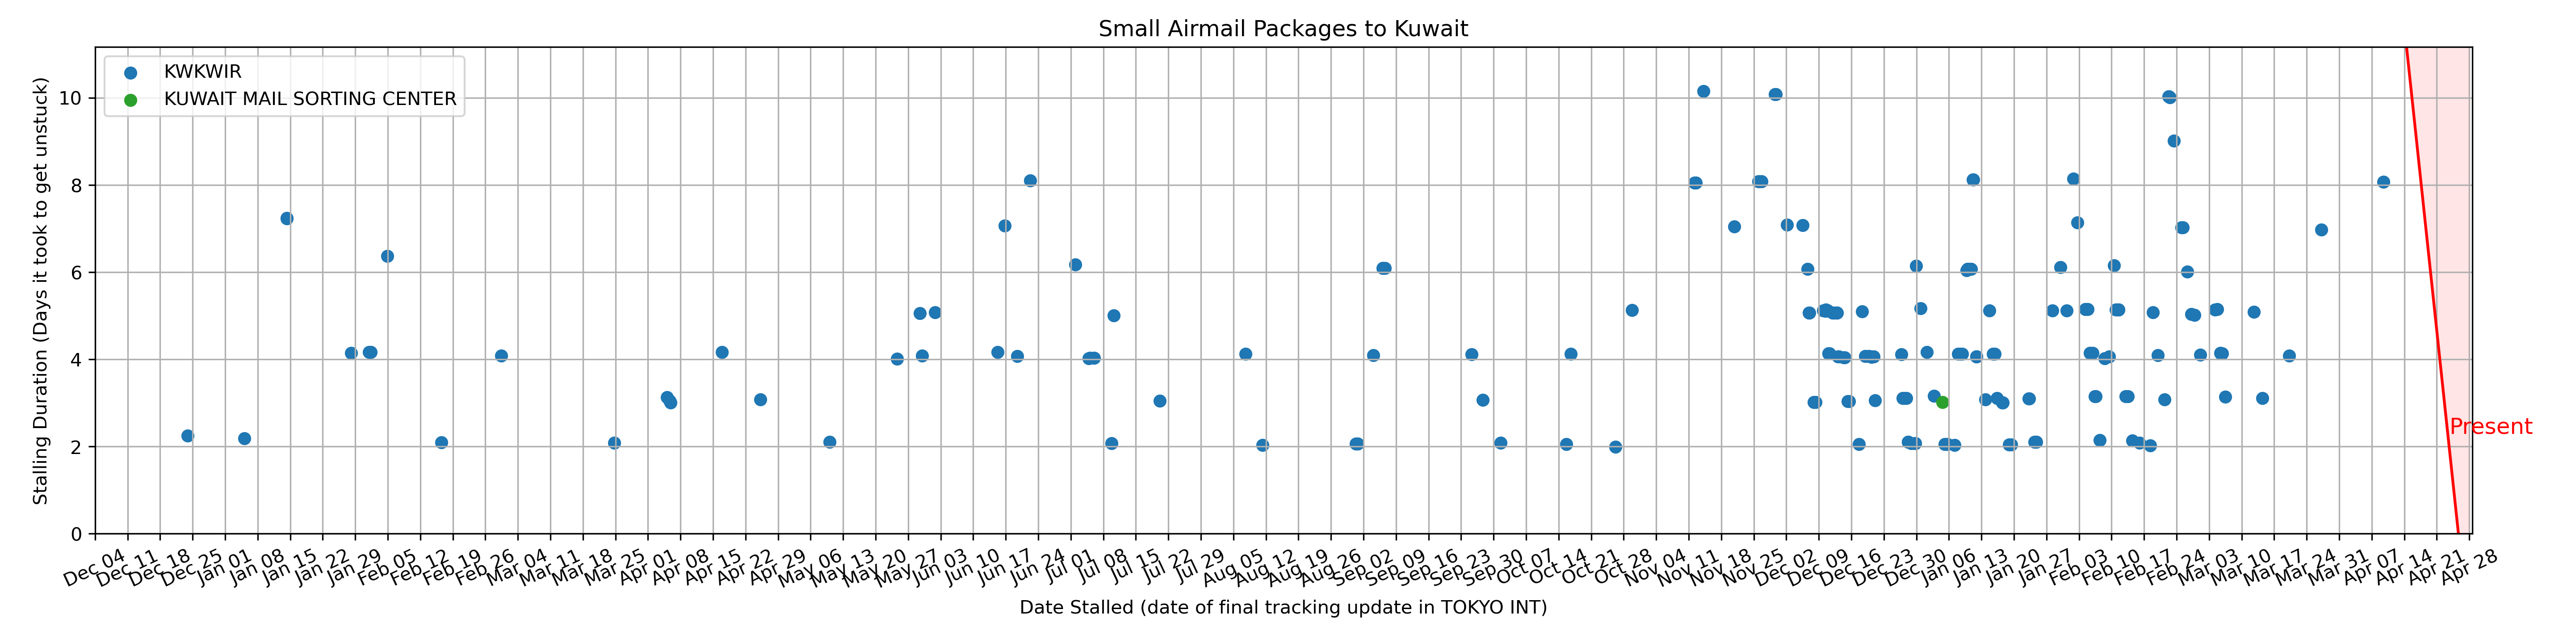 Small Airmail Packages to Kuwait
KWKWIR
KUWAIT MAIL SORTING CENTER
Stalling Duration (Days it took to get unstuck)
10
8
6
4
2
0
Present
Dec 04
Dec 11
Dec 18
Dec 25
Jan 01
Jan 08
Jan 15
Jan 22
Jan 29
Feb 05
Feb 12
Feb 19
Feb 26
Mar 04
Mar 11
Mar 18
Mar 25
Apr 01
Apr 08
Apr 15
Apr 22
Apr 29
May 06
May 13
May 20
May 27
Jun 03
Jun 10
Jun 17
Jun 24
Jul 01
Jul 08
Jul 15
Jul 22
Jul 29
Aug 05
Aug 12
Aug 19
Aug 26
Sep 02
Sep 09
Sep 16
Sep 23
Sep 30
Oct 07
Oct 14
Oct 21
Oct 28
Nov 04
Nov 11
Nov 18
Nov 25
Dec 02
Dec 09
Dec 16
Dec 23
Dec 30
Jan 06
Jan 13
Jan 20
Jan 27
Feb 03
Feb 10
Feb 17
Feb 24
Mar 03
Mar 10
Mar 17
Mar 24
Mar 31
Apr 07
Apr 14
Apr 21
Apr 28
Date Stalled (date of final tracking update in TOKYO INT)